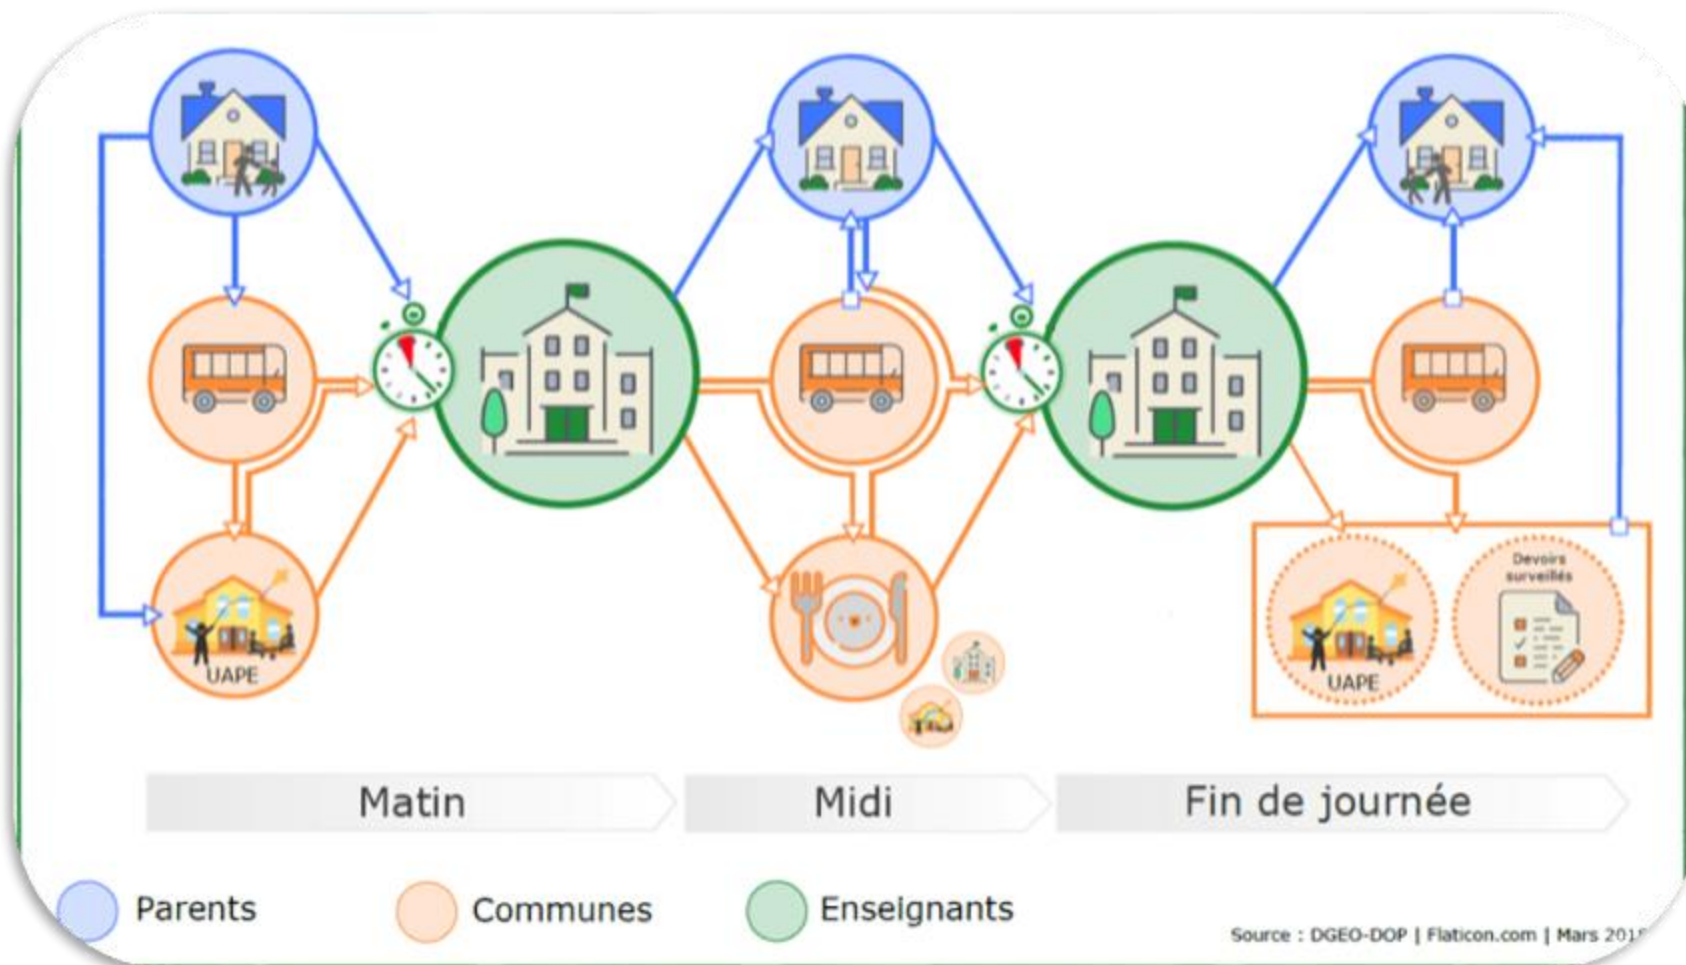 Devoirs
surveillés
UAPE
UAPE
Matin
Midi
Fin de journée
Parents
Communes
Enseignants
Source : DGEO-DOP | Flaticon.com | Mars